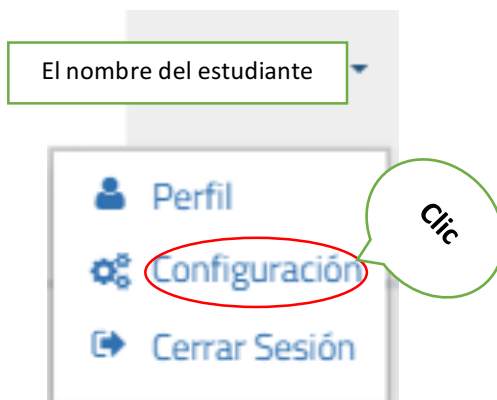 El nombre del estudiante
Perfil
Clic
Configuración
Cerrar Sesión